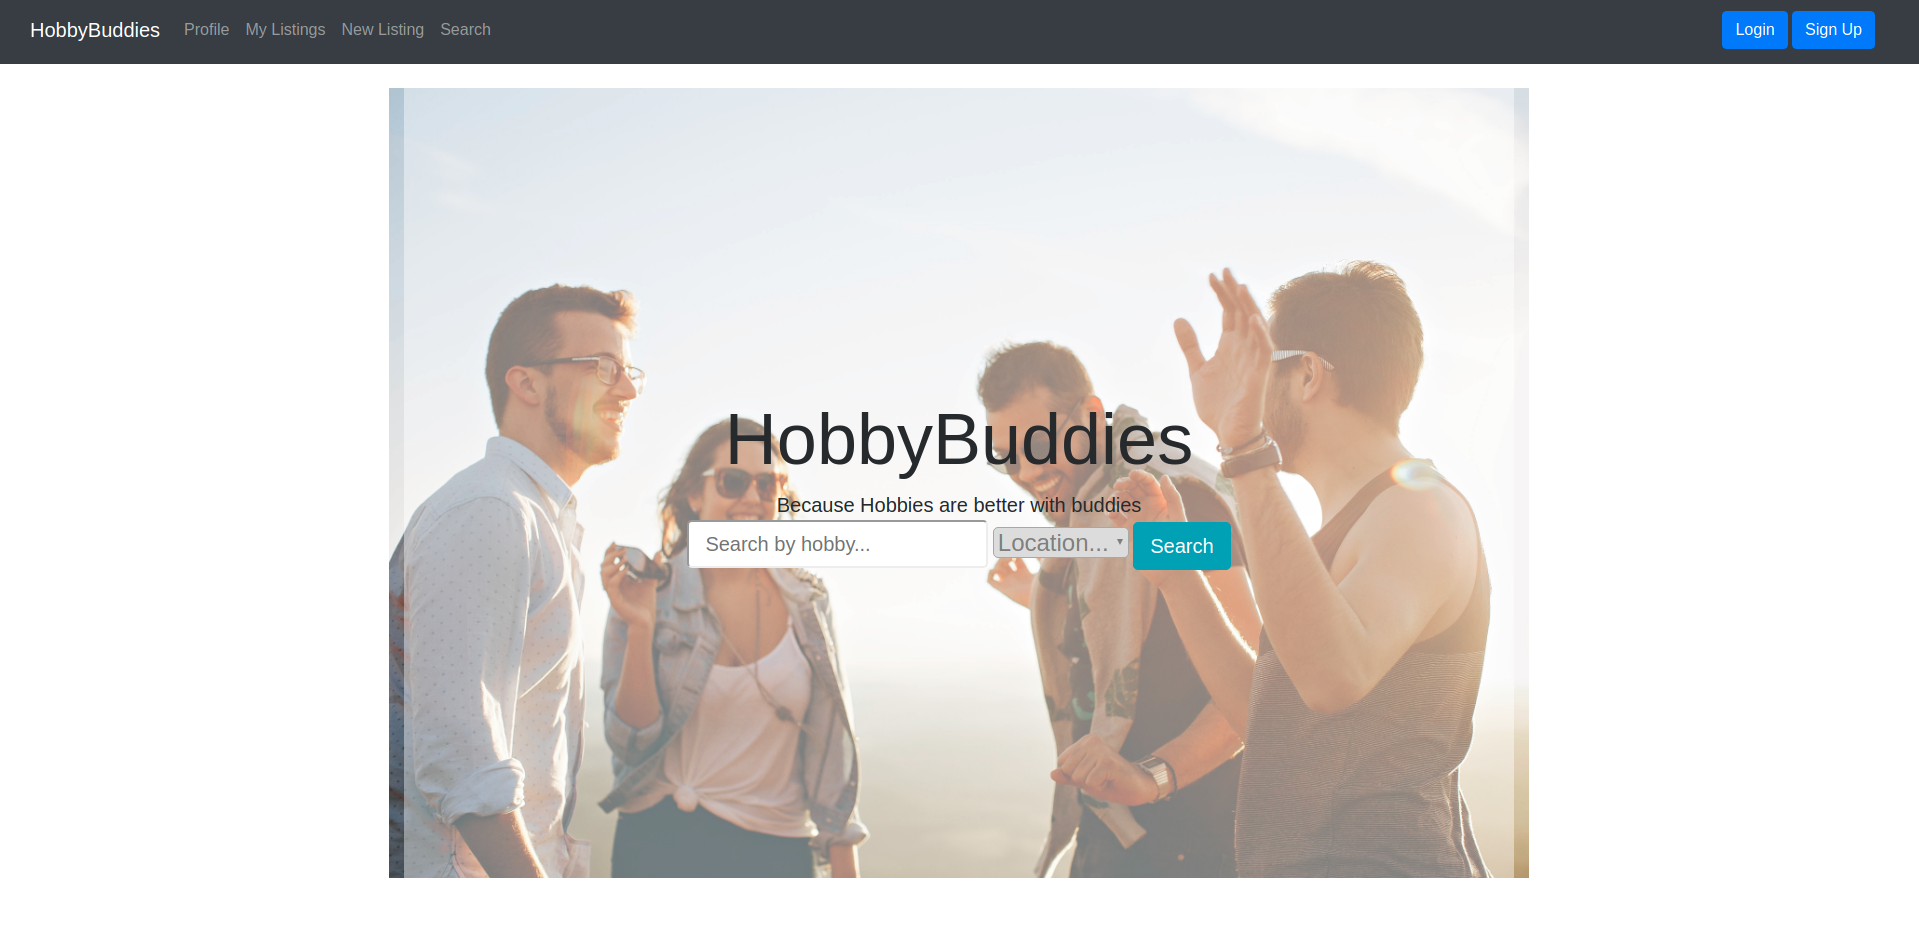 HobbyBuddies Profile My Listings New Listing Search Login Sign Up
HobbyBuddies
Because Hobbies are better with buddies
Search by hobby... Location... Search